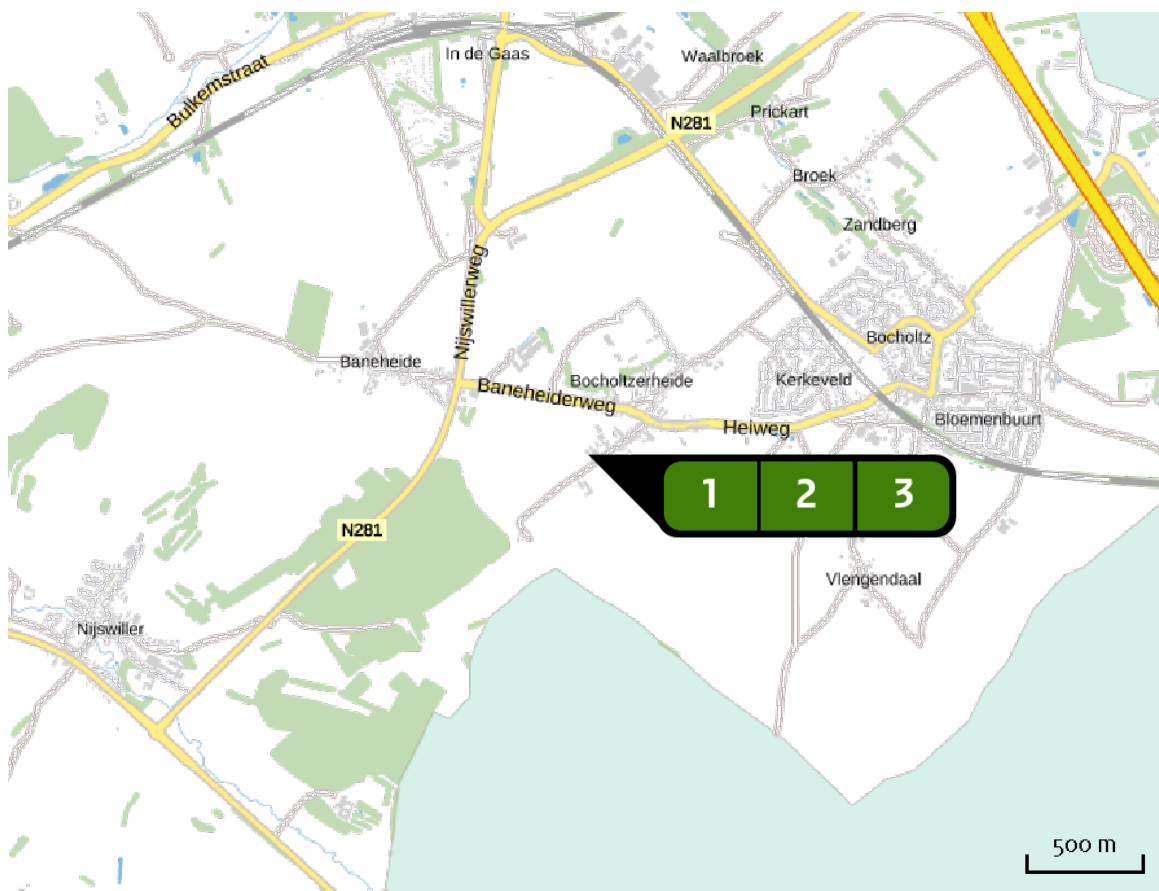 In de Gaas
Waalbroek
Bulkemstraat
Prickart
N281
Broek
Zandberg
Nijswillerweg
Bocholtz
Baneheide
Bocholtzerheide
Kerkeveld
Baneheiderweg
Bloemenbuurt
Heiweg
1 2 3
N281
Vlengendaal
Nijswiller
500 m